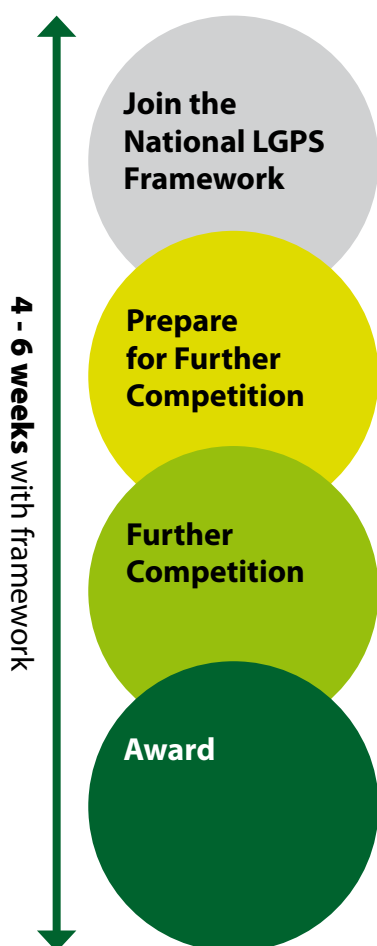 Join the
National LGPS
Framework
Prepare
for Further
Competition
Further
Competition
Award
4 - 6 weeks with framework